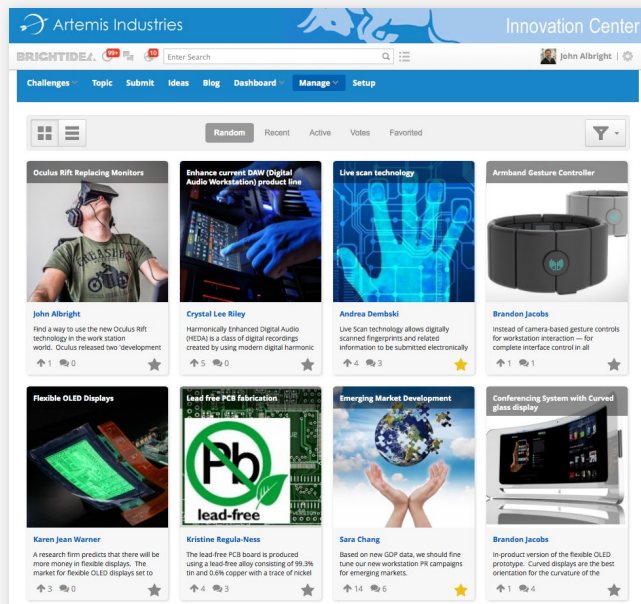 Artemis Industries
Innovation Center
BRIGHTIDEA.
99+
10
Enter Search
John Albright
Challenges Topic Submit Ideas Blog Dashboard Manage Setup
Random Recent Active Votes Favorited
Oculus Rift Replacing Monitors
GREASERS
John Albright
Find a way to use the new Oculus Rift
technology in the work station
world. Oculus released two 'development
1 0
Enhance current DAW (Digital
Audio Workstation) product line
Crystal Lee Riley
Harmonically Enhanced Digital Audio
(HEDA) is a class of digital recordings
created by using modern digital harmonic
5 0
Live scan technology
Andrea Dembski
Live Scan technology allows digitally
scanned fingerprints and related
information to be submitted electronically
4 3
Armband Gesture Controller
Brandon Jacobs
Instead of camera-based gesture controls
for workstation interaction — for
complete interface control in all
1 1
Flexible OLED Displays
Karen Jean Warner
A research firm predicts that there will be
more money in flexible displays. The
market for flexible OLED displays set to
3 0
Lead free PCB fabrication
Pb
lead-free
Kristine Regula-Ness
The lead-free PCB board is produced
using a lead-free alloy consisting of 99.3%
tin and 0.6% copper with a trace of nickel
4 3
Emerging Market Development
Sara Chang
Based on new GDP data, we should fine
tune our new workstation PR campaigns
for emerging markets.
14 6
Conferencing System with Curved
glass display
Brandon Jacobs
In-product version of the flexible OLED
prototype. Curved displays are the best
orientation for the curvature of the
1 4